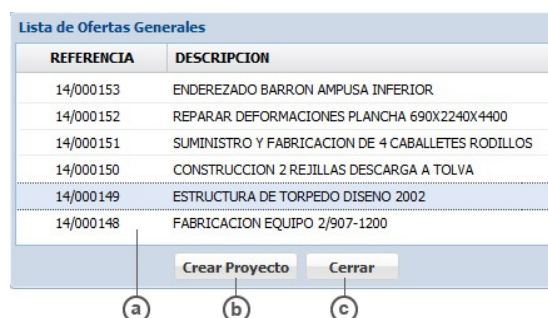 Lista de Ofertas Generales
REFERENCIA DESCRIPCION
14/000153 ENDEREZADO BARRON AMPUSA INFERIOR
14/000152 REPARAR DEFORMACIONES PLANCHA 690X2240X4400
14/000151 SUMINISTRO Y FABRICACION DE 4 CABALLETES RODILLOS
14/000150 CONSTRUCCION 2 REJILLAS DESCARGA A TOLVA
14/000149 ESTRUCTURA DE TORPEDO DISENO 2002
14/000148 FABRICACION EQUIPO 2/907-1200
Crear Proyecto Cerrar
a b c